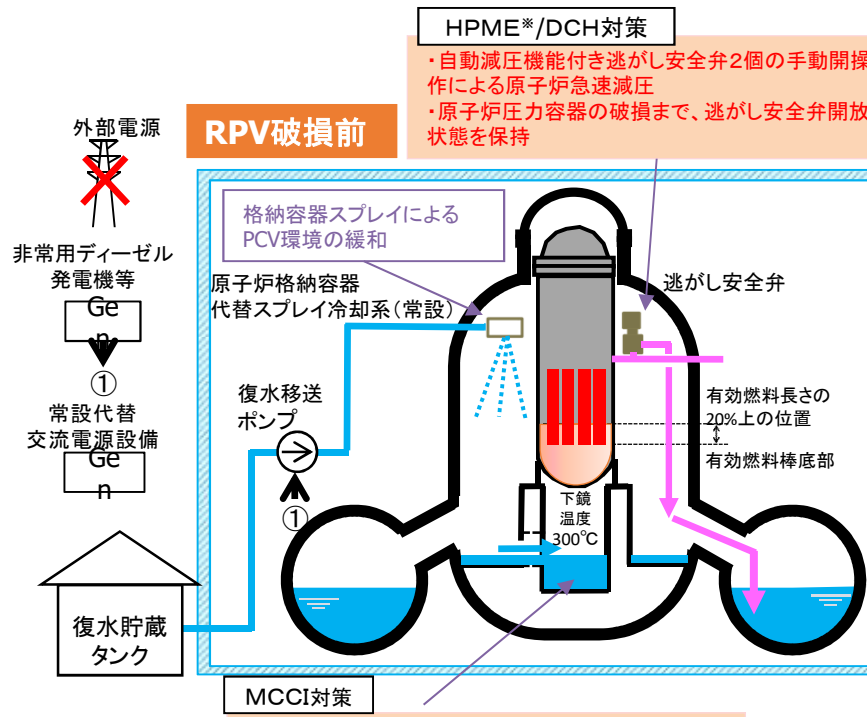 HPME※/DCH対策
・自動減圧機能付き逃がし安全弁2個の手動開操
作による原子炉急速減圧
・原子炉圧力容器の破損まで、逃がし安全弁開放
状態を保持
RPV破損前
外部電源
格納容器スプレイによる
PCV環境の緩和
非常用ディーゼル
発電機等
Ge
n
①
常設代替
交流電源設備
Ge
n
原子炉格納容器
代替スプレイ冷却系(常設)
逃がし安全弁
復水移送
ポンプ
①
有効燃料長さの
20%上の位置
有効燃料棒底部
下鏡
温度
300℃
復水貯蔵
タンク
MCCI対策